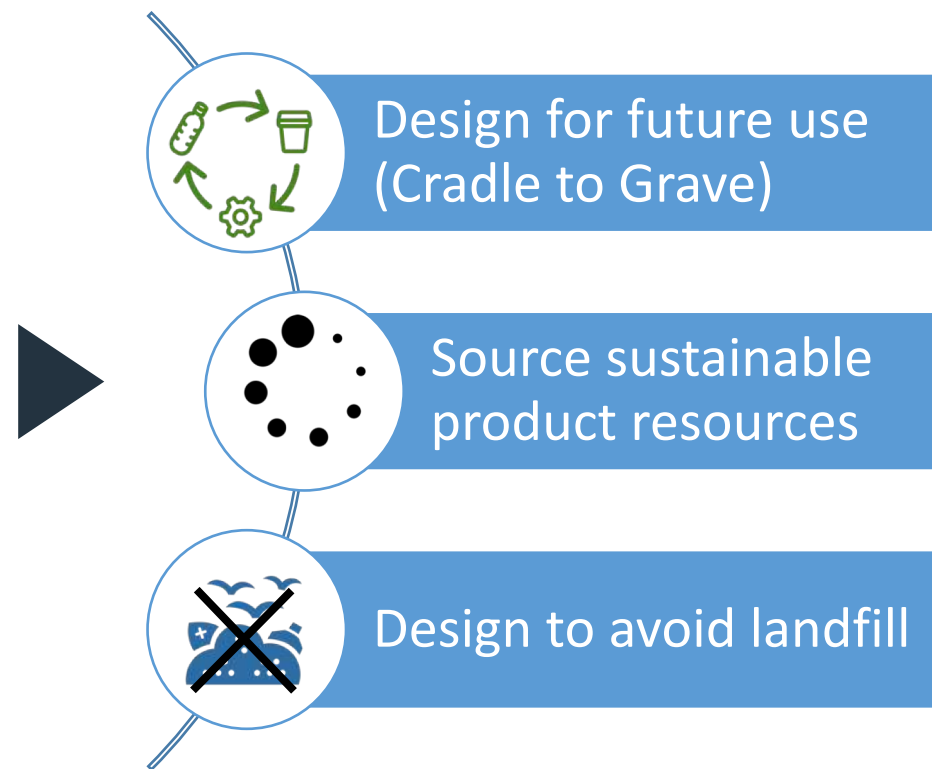 Design for future use
(Cradle to Grave)
Source sustainable
product resources
Design to avoid landfill